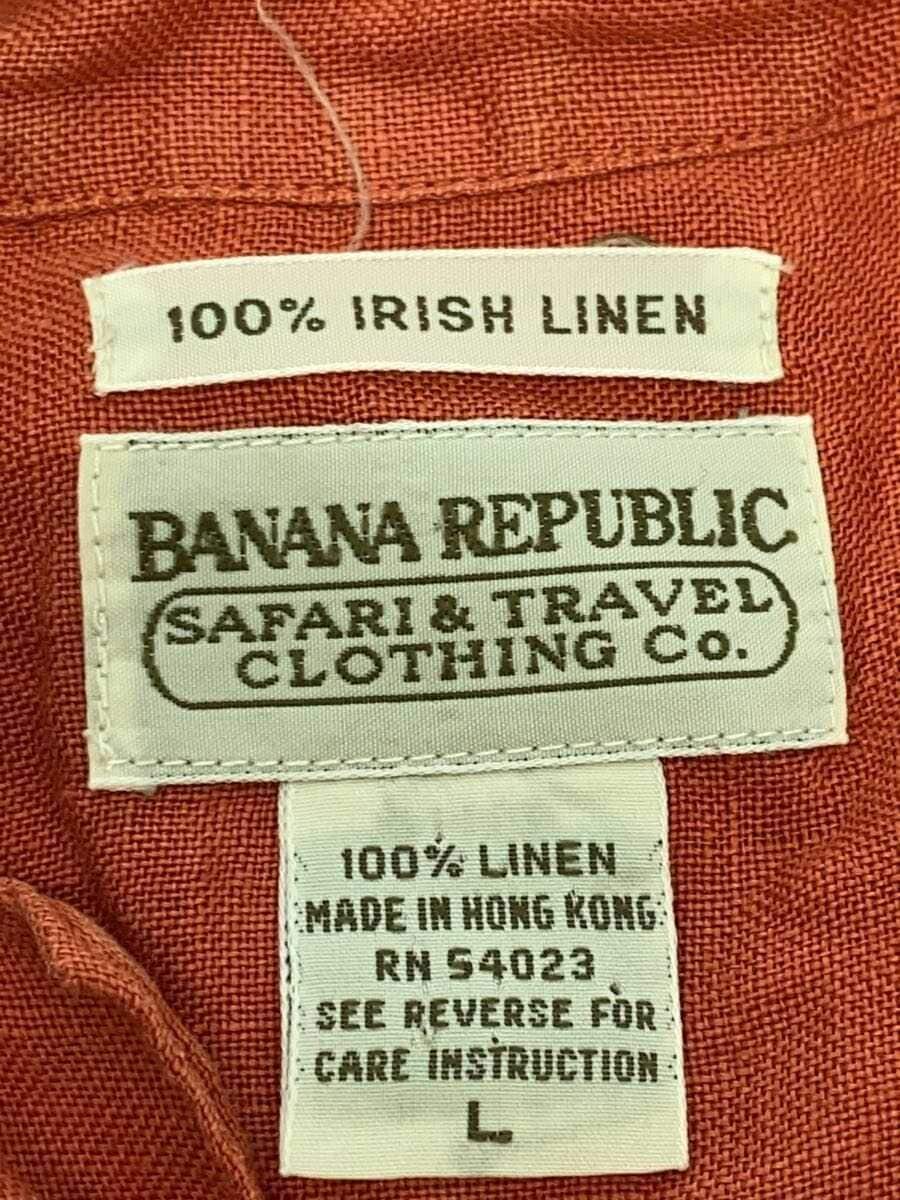 100% IRISH LINEN
BANANA REPUBLIC
SAFARI & TRAVEL
CLOTHING Co.
100% LINEN
MADE IN HONG KONG
RN 54023
SEE REVERSE FOR
CARE INSTRUCTION
L